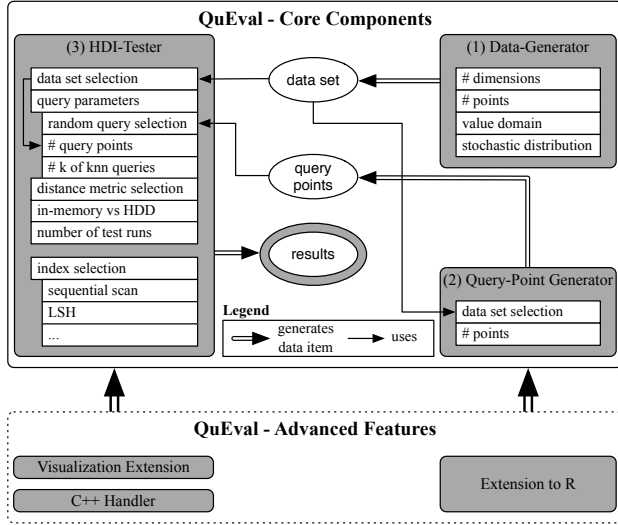 QuEval - Core Components
(3) HDI-Tester
data set selection
query parameters
random query selection
# query points
# k of knn queries
distance metric selection
in-memory vs HDD
number of test runs
index selection
sequential scan
LSH
...
data set
query
points
results
(1) Data-Generator
# dimensions
# points
value domain
stochastic distribution
(2) Query-Point Generator
data set selection
# points
Legend
generates
data item
uses
QuEval - Advanced Features
Visualization Extension
C++ Handler
Extension to R